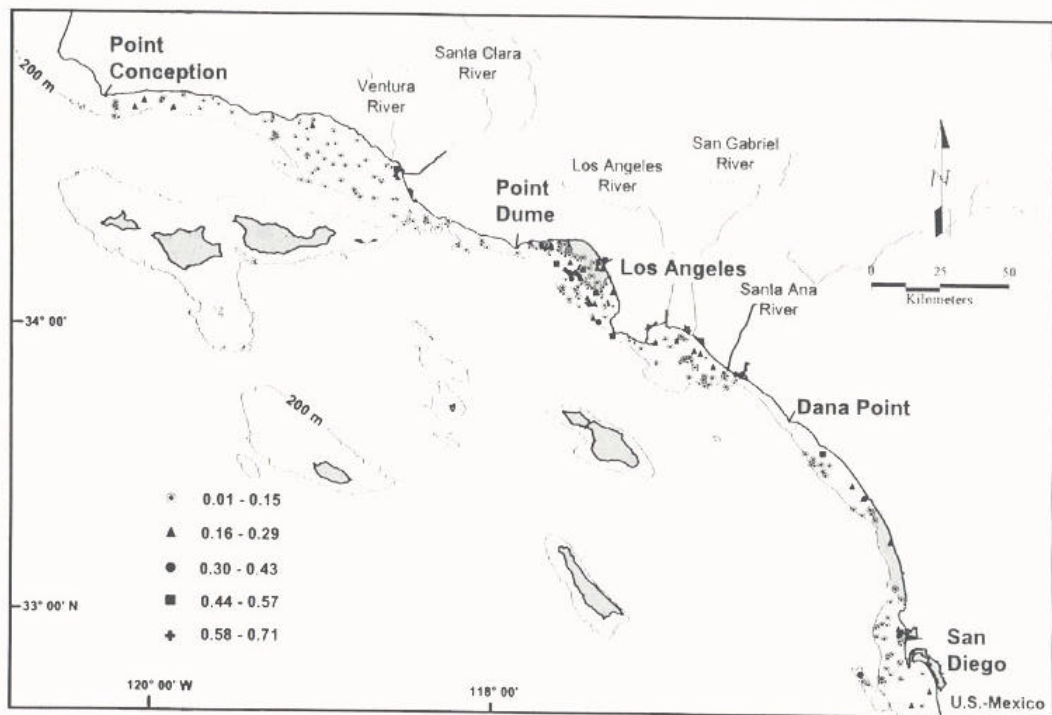 Point
Conception
Santa Clara
River
200 m
Ventura
River
San Gabriel
River
Los Angeles
River
Point
Dume
N
Los Angeles
0 25 50
Kilometers
Santa Ana
River
34° 00'
200 m
Dana Point
0.01 - 0.15
0.16 - 0.29
0.30 - 0.43
0.44 - 0.57
0.58 - 0.71
33° 00' N
San
Diego
120° 00' W
118° 00'
U.S.-Mexico